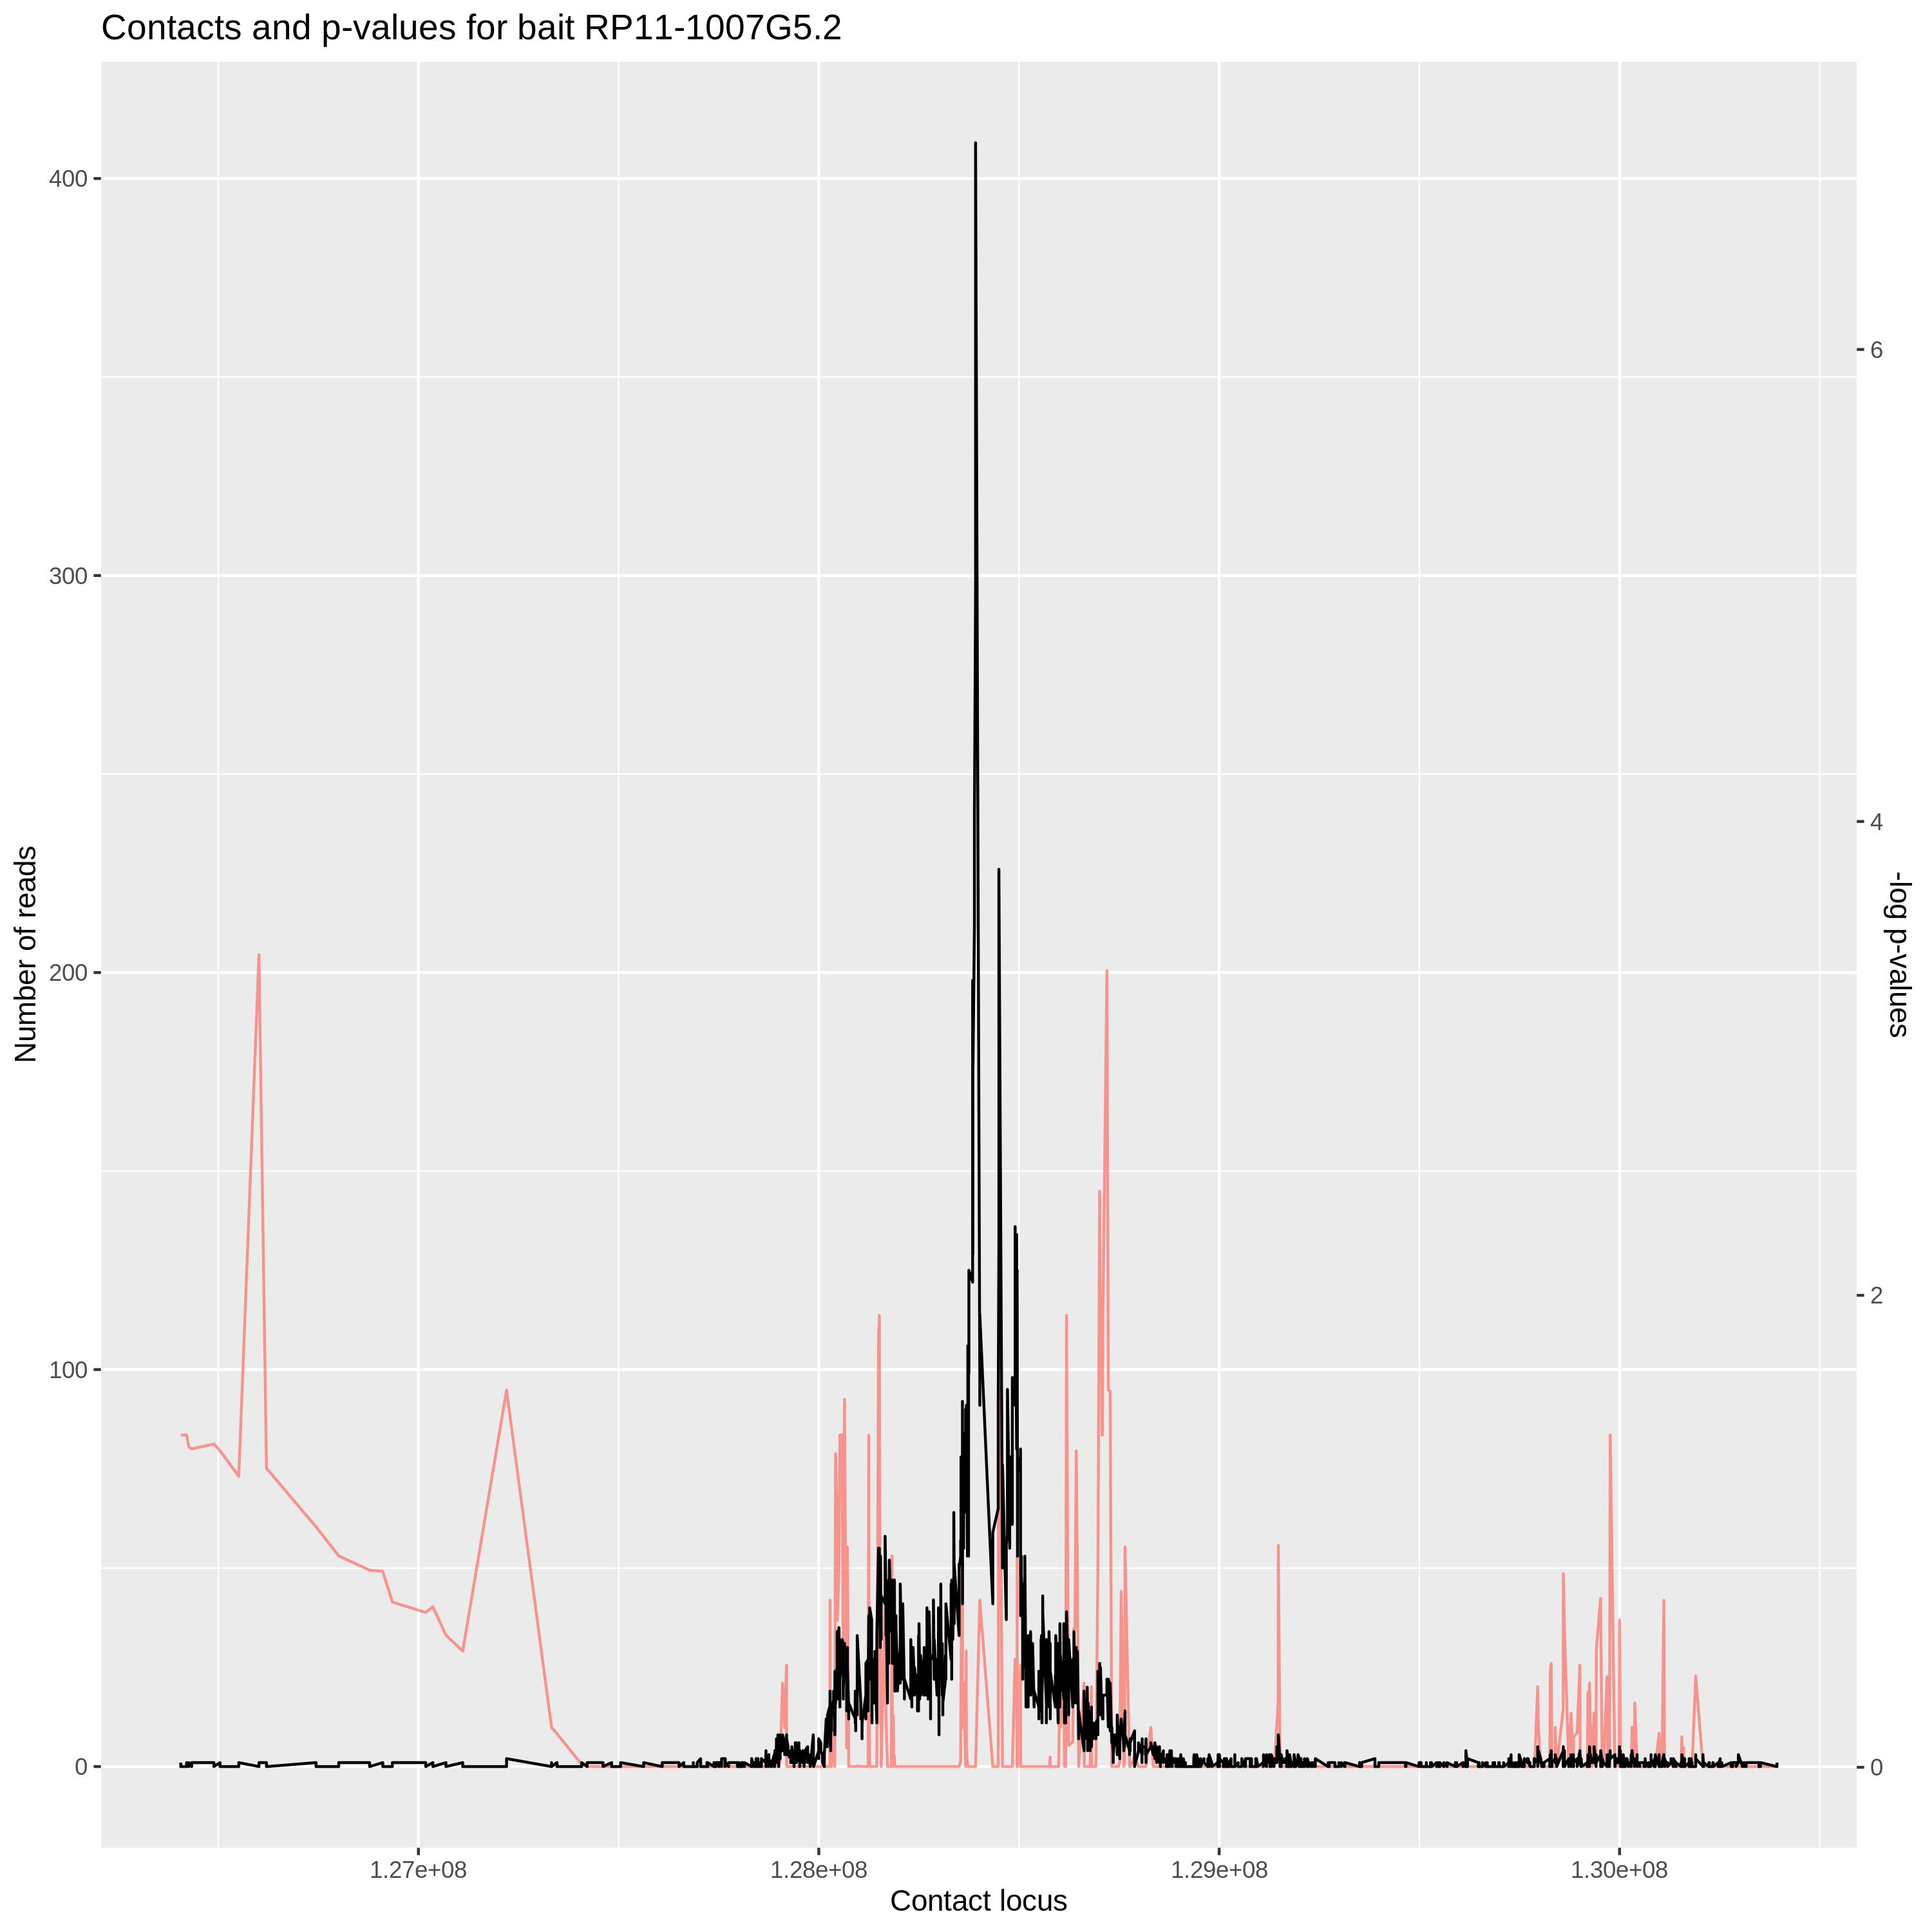 Contacts and p-values for bait RP11-1007G5.2
Number of reads
400
300
200
100
0
6
4
2
0
-log p-values
1.27e+08 1.28e+08 1.29e+08 1.30e+08
Contact locus